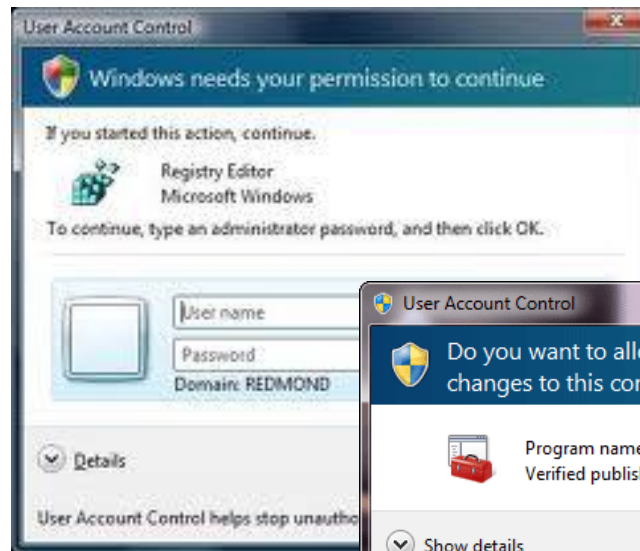 User Account Control
Windows needs your permission to continue
If you started this action, continue.
Registry Editor
Microsoft Windows
To continue, type an administrator password, and then click OK.
User name
Password
Domain: REDMOND
Details
User Account Control helps stop unautho
User Account Control
Do you want to allo
changes to this con
Program name
Verified publish
Show details